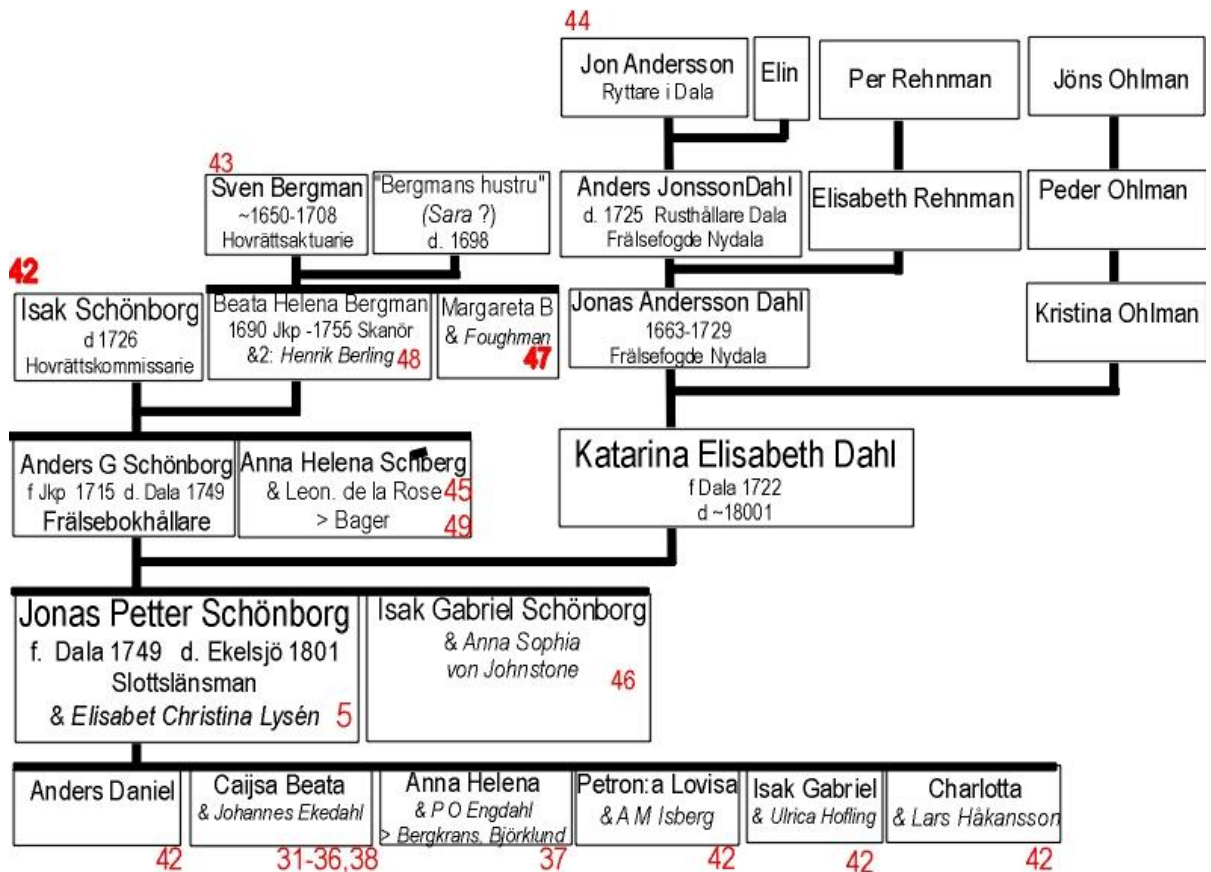 44
Jon Andersson
Ryttare i Dala
Elin
Per Rehnman
Jöns Ohlman
43
Sven Bergman
~1650-1708
Hovrättsaktuarie
"Bergmans hustru"
(Sara ?)
d. 1698
Anders JonssonDahl
d. 1725 Rusthållare Dala
Frälsefogde Nydala
Elisabeth Rehnman
Peder Ohlman
42
Isak Schönborg
d 1726
Hovrättskommissarie
Beata Helena Bergman
1690 Jkp -1755 Skanör
&2: Henrik Berling 48
Margareta B
& Foughman
47
Jonas Andersson Dahl
1663-1729
Frälsefogde Nydala
Kristina Ohlman
Anders G Schönborg
f Jkp 1715 d. Dala 1749
Frälsebokhållare
Anna Helena Schberg
& Leon. de la Rose 45
> Bager
49
Katarina Elisabeth Dahl
f Dala 1722
d ~18001
Jonas Petter Schönborg
f. Dala 1749 d. Ekelsjö 1801
Slottslänsman
& Elisabet Christina Lysén 5
Isak Gabriel Schönborg
& Anna Sophia
von Johnstone
46
Anders Daniel
42
Caijsa Beata
& Johannes Ekedahl
31-36,38
Anna Helena
& P O Engdahl
> Bergkrans, Björklund
37
Petron:a Lovisa
& A M Isberg
42
Isak Gabriel
& Ulrica Hofling
42
Charlotta
& Lars Håkansson
42